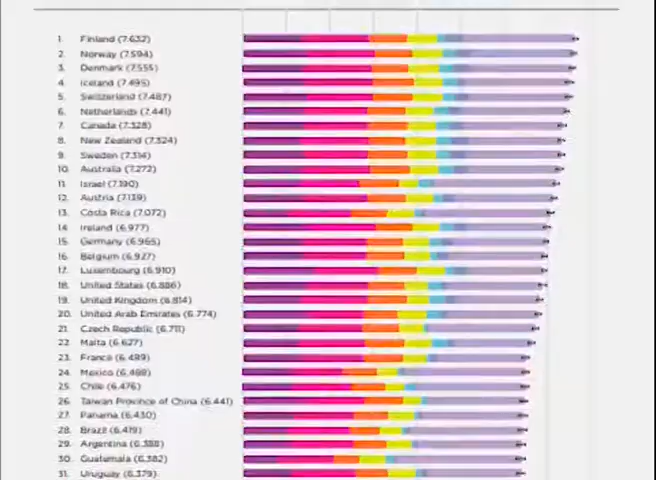 1. Finland (7.632)
2. Norway (7.594)
3. Denmark (7.555)
4. Iceland (7.495)
5. Switzerland (7.487)
6. Netherlands (7.441)
7. Canada (7.328)
8. New Zealand (7.324)
9. Sweden (7.314)
10. Australia (7.272)
11. Israel (7.190)
12. Austria (7.139)
13. Costa Rica (7.072)
14. Ireland (6.977)
15. Germany (6.965)
16. Belgium (6.927)
17. Luxembourg (6.910)
18. United States (6.886)
19. United Kingdom (6.814)
20. United Arab Emirates (6.774)
21. Czech Republic (6.711)
22. Malta (6.627)
23. France (6.489)
24. Mexico (6.488)
25. Chile (6.476)
26. Taiwan Province of China (6.441)
27. Panama (6.430)
28. Brazil (6.419)
29. Argentina (6.388)
30. Guatemala (6.382)
31. Uruguay (6.379)